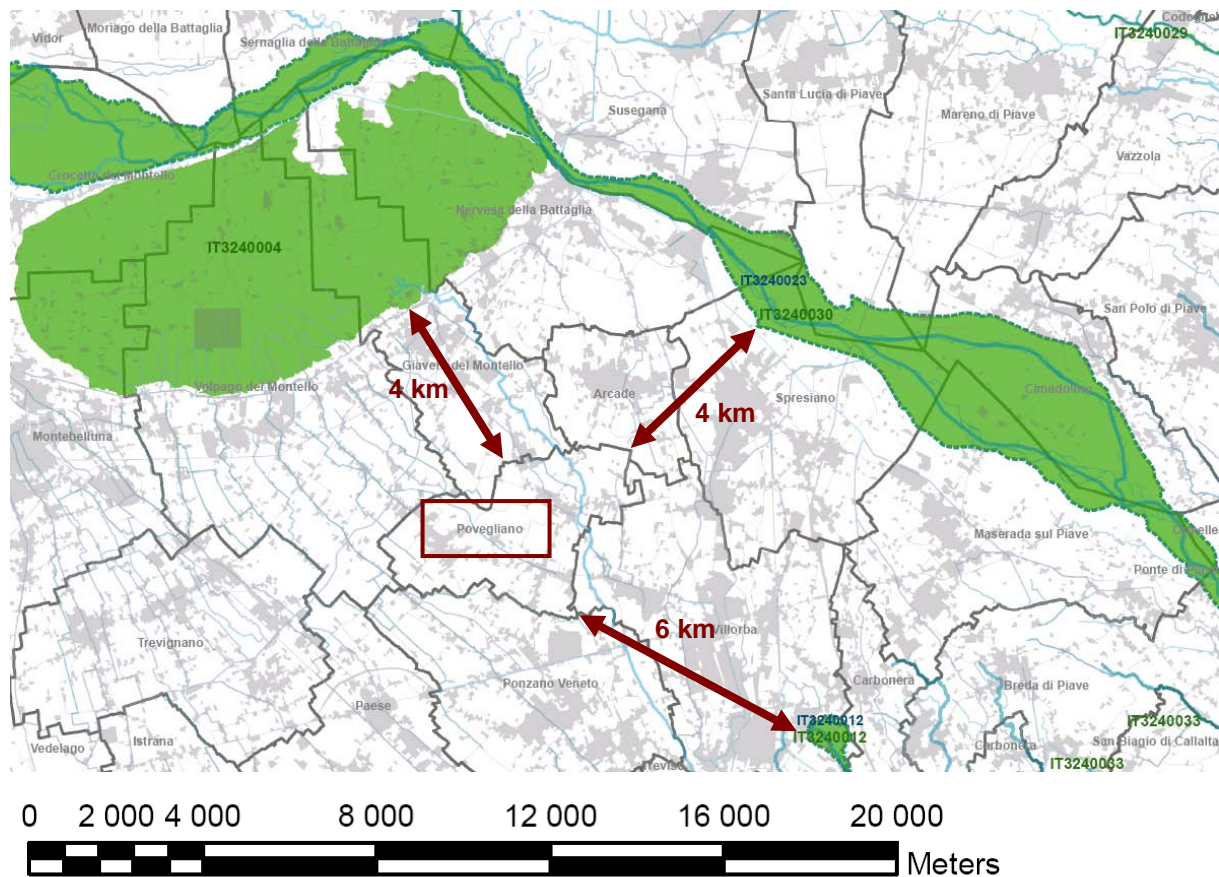 Codogn
Moriago della Battaglia
Vidor
IT3240029
Sernaglia della Battaglia
Santa Lucia di Piave
Susegana
Mareno di Piave
Vazzola
Crocetta del Montello
Nervesa della Battaglia
IT3240004
IT3240023
San Polo di Piave
IT3240030
Giavera del Montello
Volpago del Montello
4 km
Arcade
Cimadolmo
Spresiano
4 km
Montebelluna
Povegliano
Maserada sul Piave
Ponte di
6 km
Villorba
Trevignano
Ponzano Veneto
Carbonera
Breda di Piave
Paese
IT3240012
IT3240033
IT3240012
Vedelago
Istrana
Carbonera
San Biagio di Callalta
Treviso
IT3240033
0 2 000 4 000 8 000 12 000 16 000 20 000
Meters